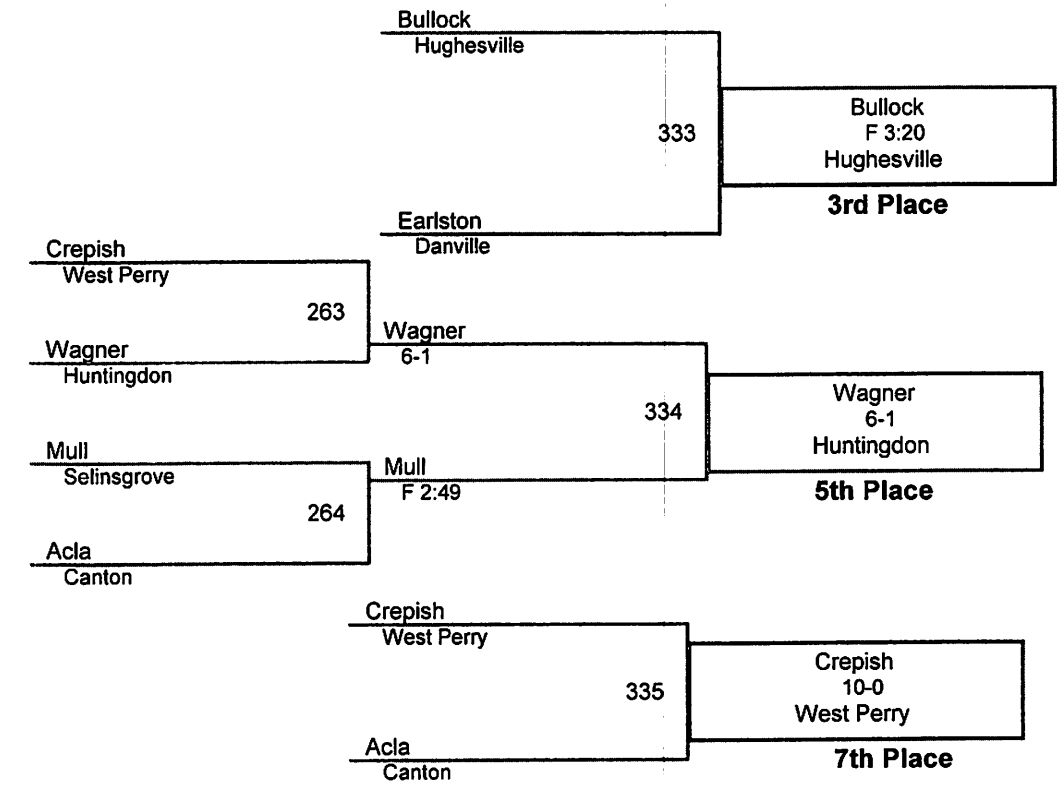 Bullock
Hughesville
333
Bullock
F 3:20
Hughesville
3rd Place
Earlston
Danville
Crepish
West Perry
263
Wagner
Huntingdon
Wagner
6-1
334
Wagner
6-1
Huntingdon
5th Place
Mull
Selinsgrove
264
Mull
F 2:49
Acla
Canton
Crepish
West Perry
335
Crepish
10-0
West Perry
7th Place
Acla
Canton